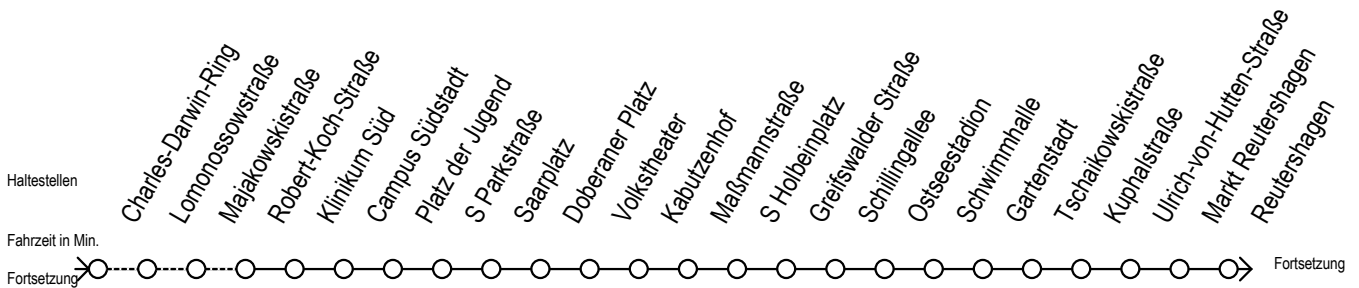 Haltestellen
Charles-Darwin-Ring
Lomonossowstraße
Majakowskistraße
Robert-Koch-Straße
Klinikum Süd
Campus Südstadt
Platz der Jugend
S Parkstraße
Saarplatz
Doberaner Platz
Volkstheater
Kabutzenhof
Maßmannstraße
S Holbeinplatz
Greifswalder Straße
Schillingallee
Ostseestadion
Schwimmhalle
Gartenstadt
Tschaikowskistraße
Kuphalstraße
Ulrich-von-Hutten-Straße
Markt Reutershagen
Reutershagen
Fahrzeit in Min.
Fortsetzung
Fortsetzung